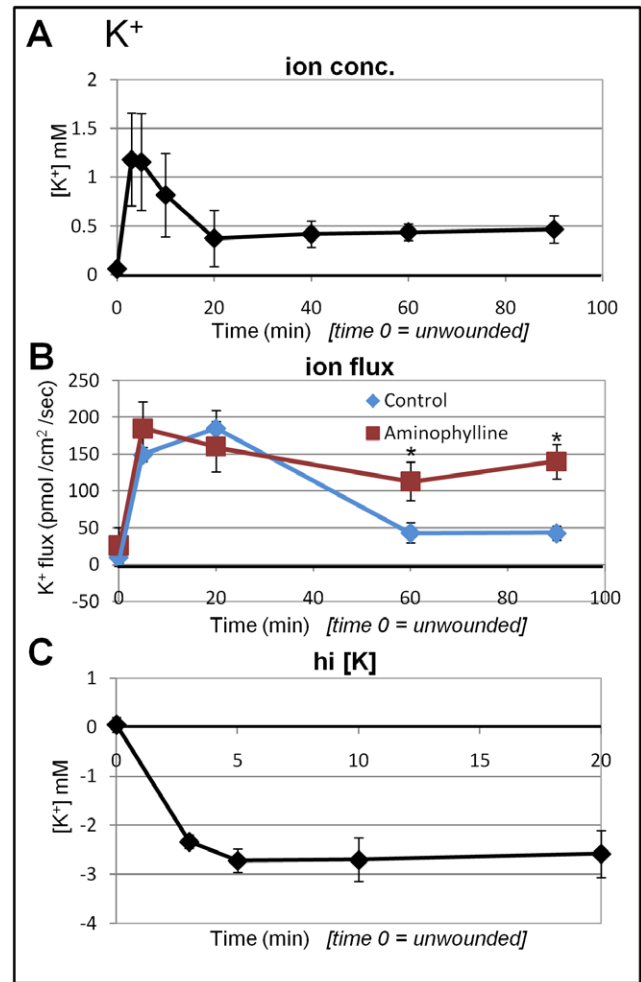 A K⁺
ion conc.
2
1.5
1
0.5
0
[K⁺] mM
0 20 40 60 80 100
Time (min) [time 0 = unwounded]
B
ion flux
250
200
150
100
50
0
-50
K⁺ flux (pmol /cm² /sec)
Control
Aminophylline
* *
0 20 40 60 80 100
Time (min) [time 0 = unwounded]
C
hi [K]
1
0
-1
-2
-3
-4
[K⁺] mM
0 5 10 15 20
Time (min) [time 0 = unwounded]